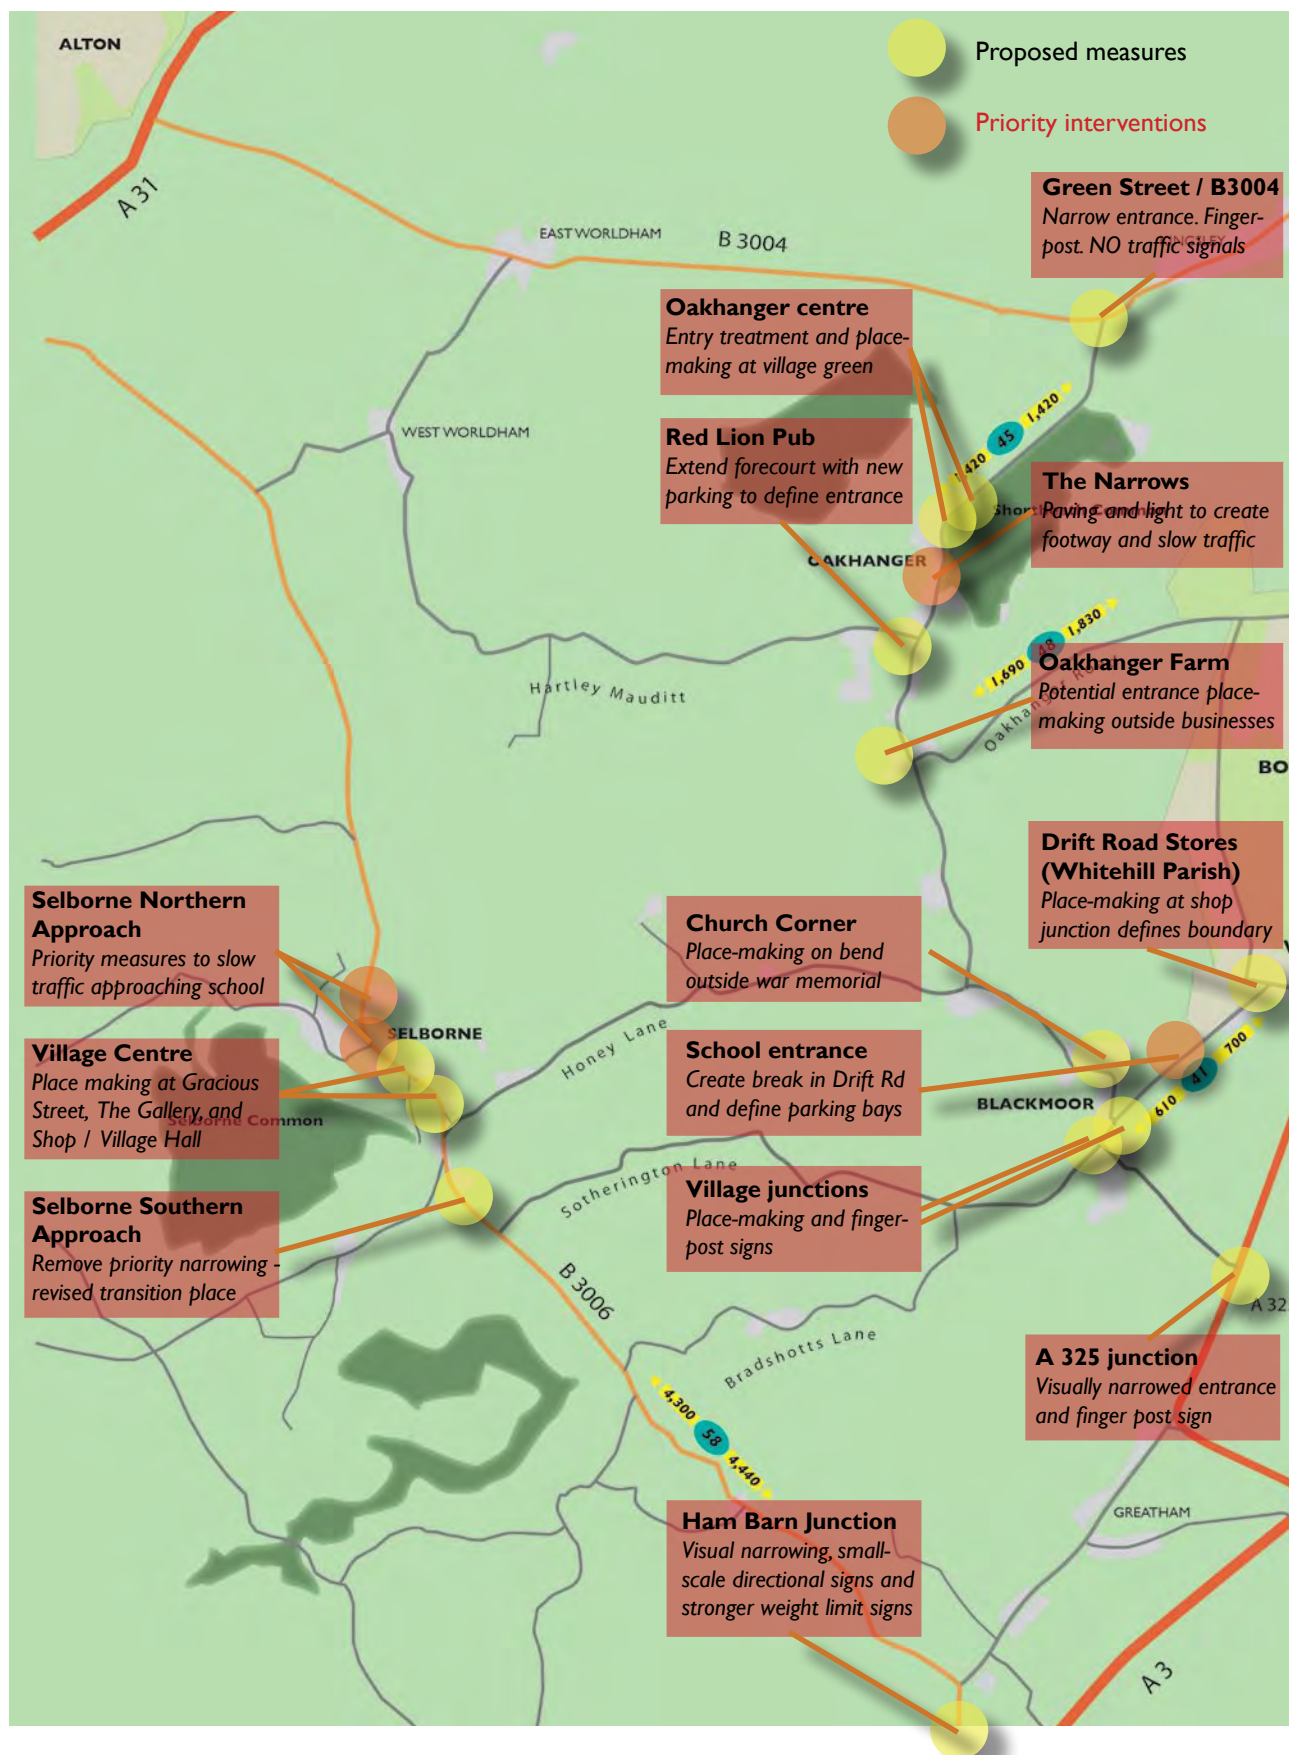 ALTON
Proposed measures
Priority interventions
A 31
Green Street / B3004
Narrow entrance. Finger-
post. NO traffic signals
EAST WORLDHAM
B 3004
Oakhanger centre
Entry treatment and place-
making at village green
1,420
45
WEST WORLDHAM
Red Lion Pub
Extend forecourt with new
parking to define entrance
The Narrows
Paving and light to create
footway and slow traffic
OAKHANGER
1,830
48
1,690
Oakhanger Farm
Potential entrance place-
making outside businesses
Oakhanger Road
Hartley Mauditt
BO
Drift Road Stores
(Whitehill Parish)
Place-making at shop
junction defines boundary
Selborne Northern
Approach
Priority measures to slow
traffic approaching school
Church Corner
Place-making on bend
outside war memorial
SELBORNE
Honey Lane
Village Centre
Place making at Gracious
Street, The Gallery, and
Shop / Village Hall
Selborne Common
School entrance
Create break in Drift Rd
and define parking bays
700
41
610
BLACKMOOR
Sotherington Lane
Village junctions
Place-making and finger-
post signs
Selborne Southern
Approach
Remove priority narrowing -
revised transition place
B 3006
A 32
Bradshotts Lane
A 325 junction
Visually narrowed entrance
and finger post sign
4,300
58
4,440
Ham Barn Junction
Visual narrowing, small-
scale directional signs and
stronger weight limit signs
GREATHAM
A 3